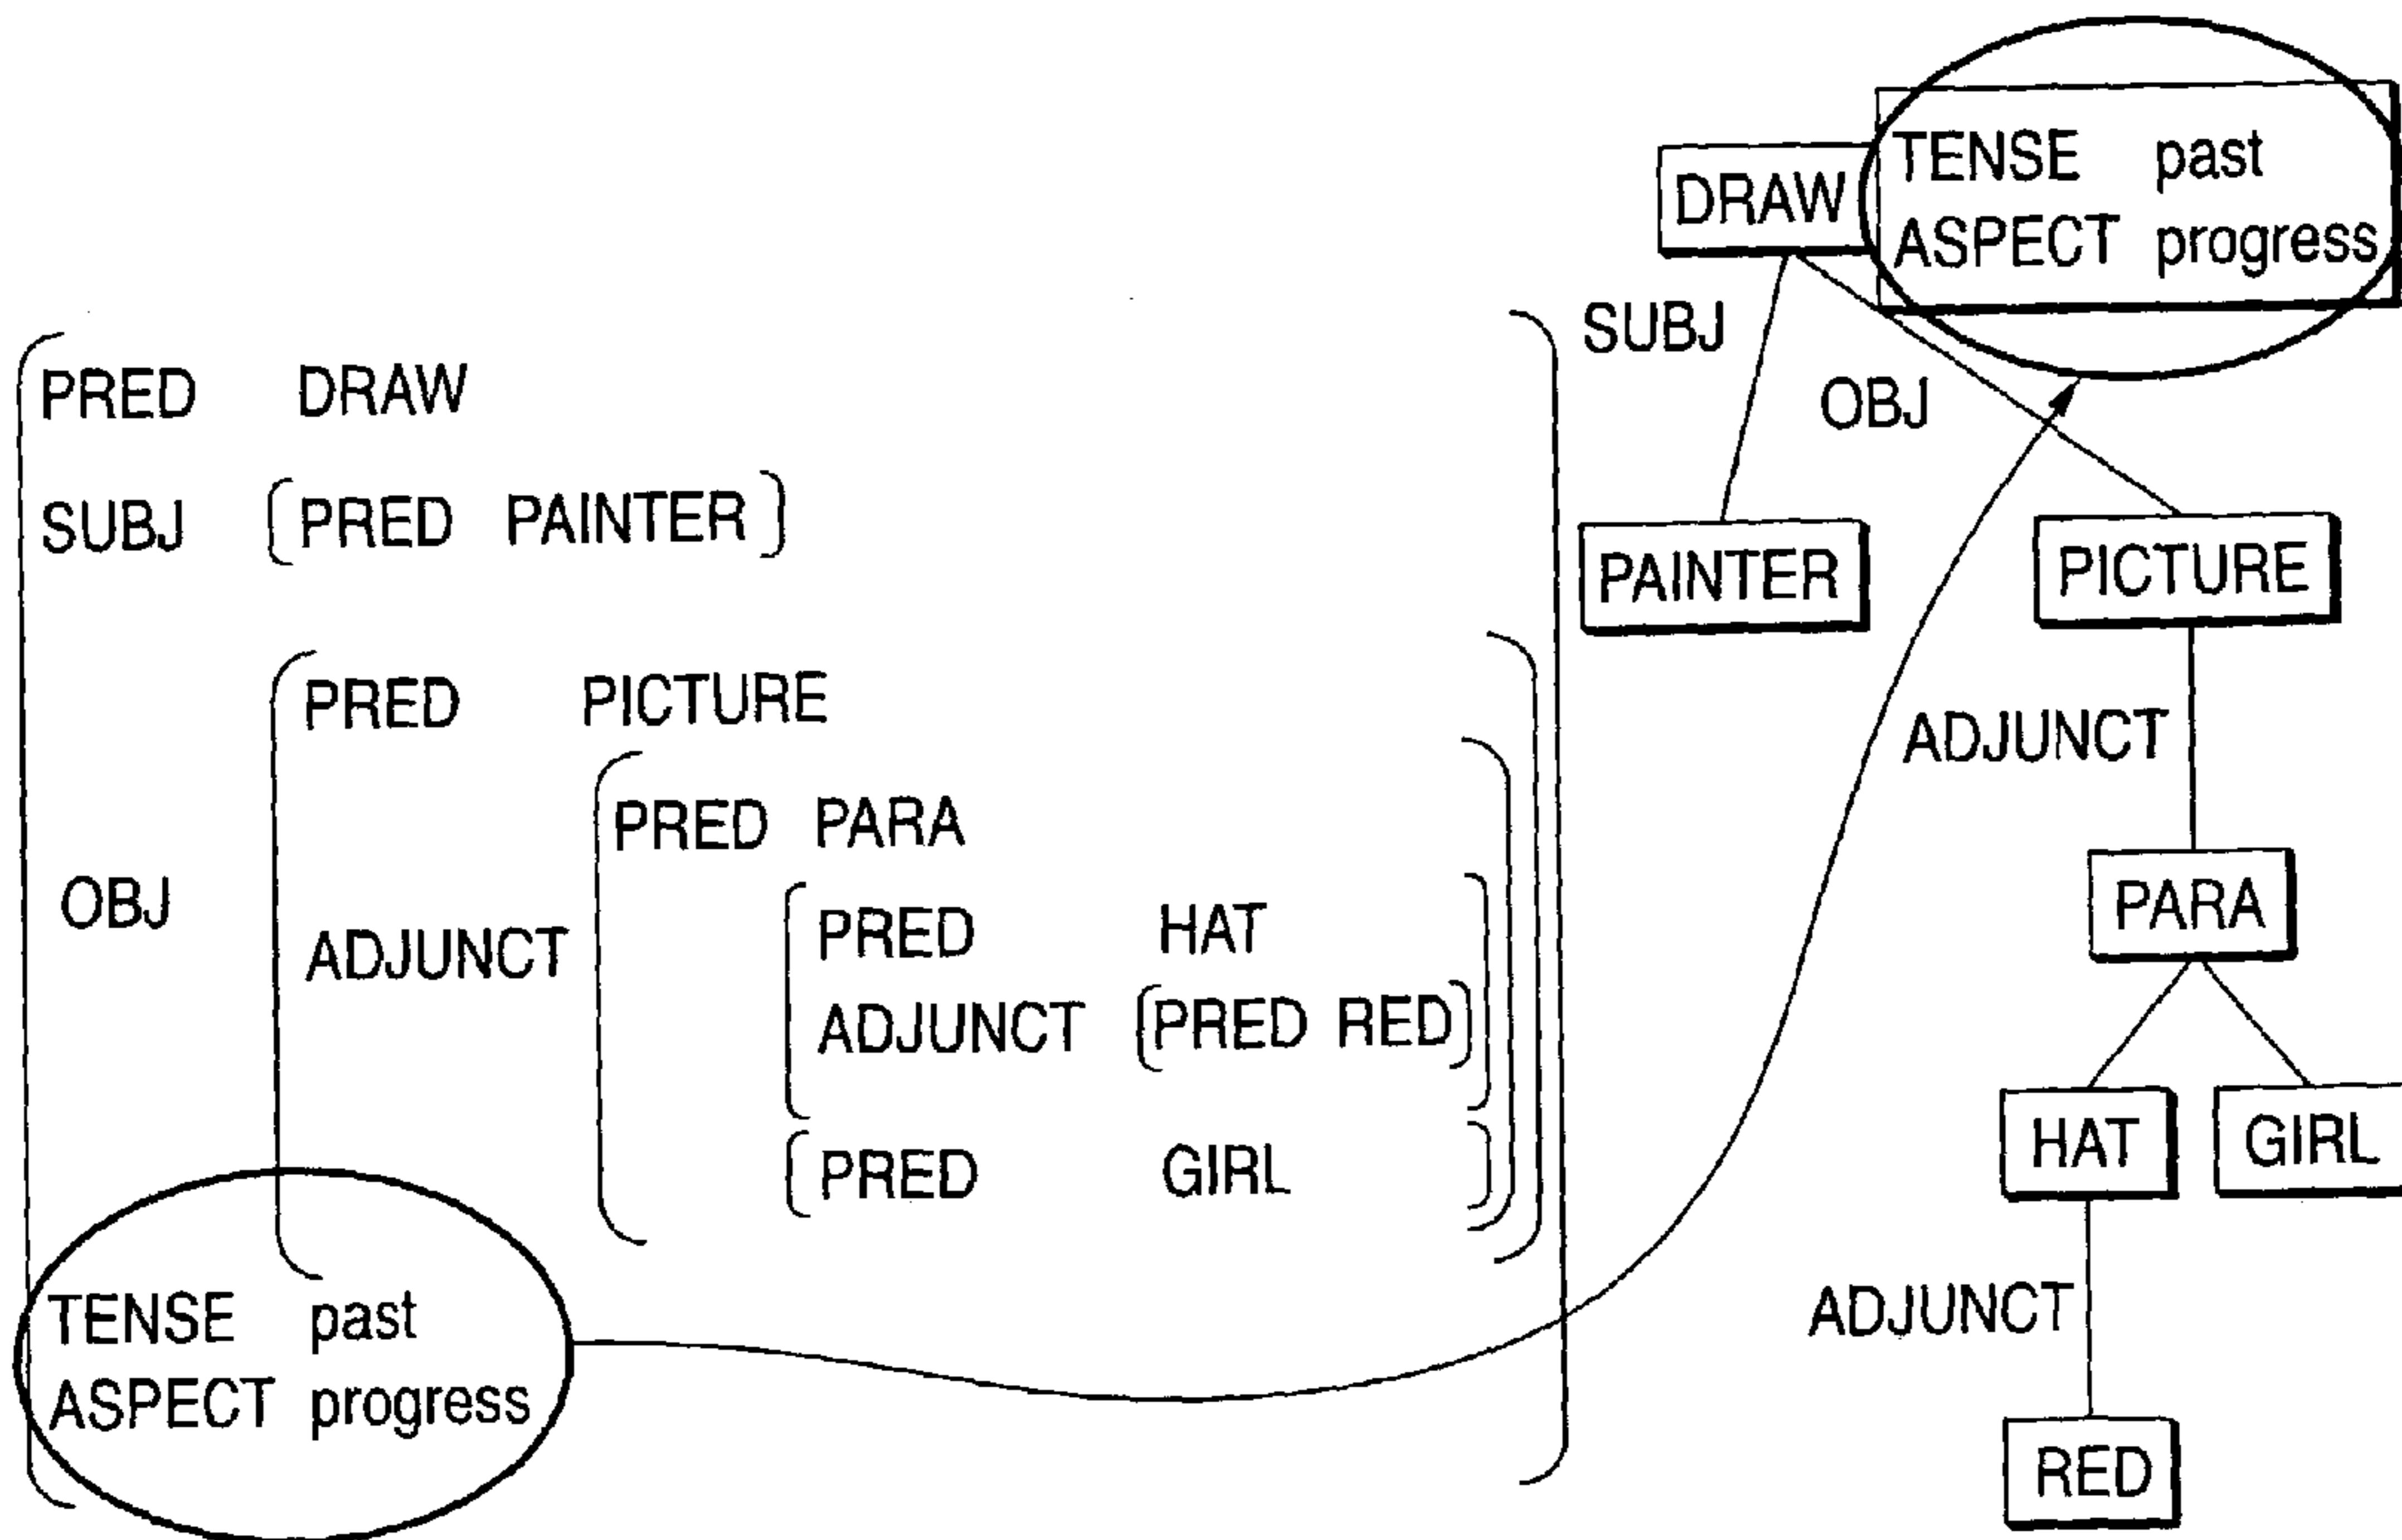 PRED DRAW
SUBJ PRED PAINTER
OBJ
PRED PICTURE
ADJUNCT
PRED PARA
PRED HAT
ADJUNCT PRED RED
PRED GIRL
TENSE past
ASPECT progress
DRAW
TENSE past
ASPECT progress
SUBJ
OBJ
PAINTER
PICTURE
ADJUNCT
PARA
HAT
GIRL
ADJUNCT
RED